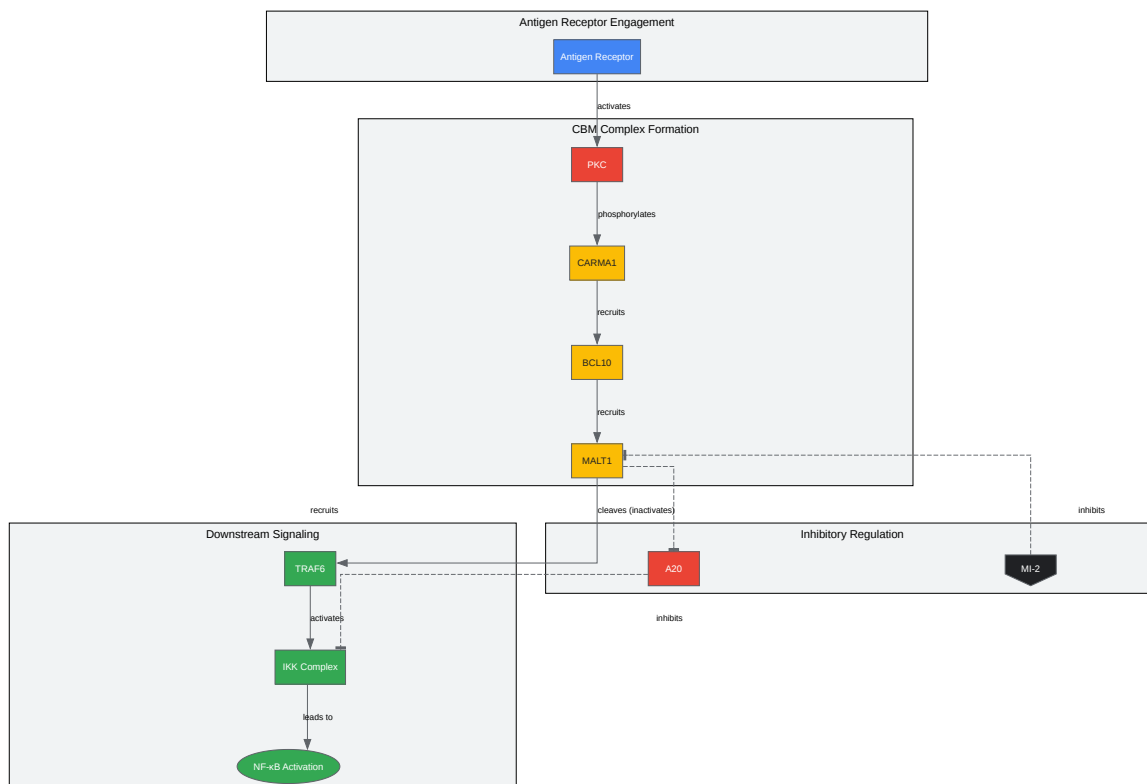 Antigen Receptor Engagement
Antigen Receptor
activates
CBM Complex Formation
PKC
phosphorylates
CARMA1
recruits
BCL10
recruits
MALT1
recruits
cleaves (inactivates)
inhibits
Downstream Signaling
Inhibitory Regulation
TRAF6
A20
MI-2
activates
inhibits
IKK Complex
leads to
NF-κB Activation